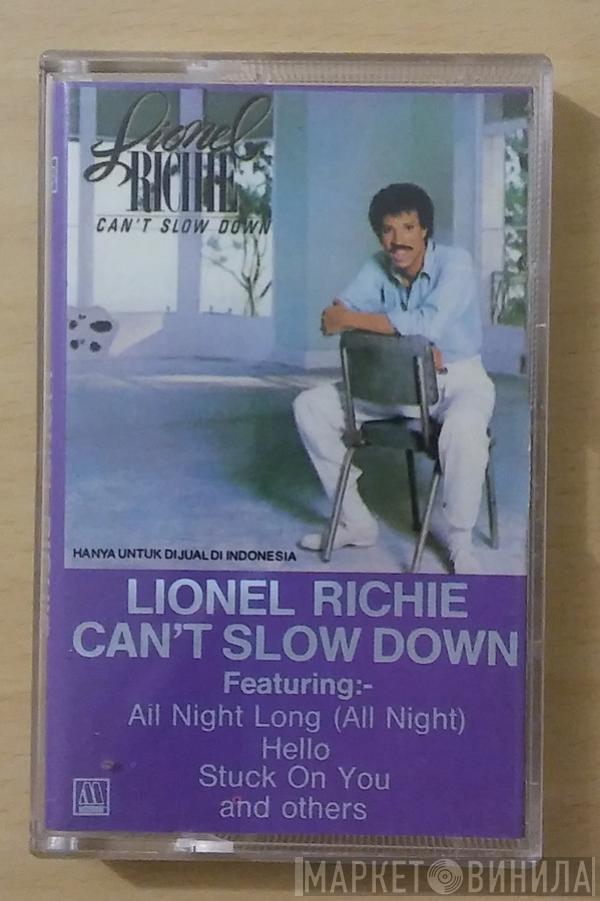 Lionel
RICHIE
CAN'T SLOW DOWN
HANYA UNTUK DIJUAL DI INDONESIA
LIONEL RICHIE
CAN'T SLOW DOWN
Featuring:-
All Night Long (All Night)
Hello
Stuck On You
and others
М
МАРКЕТ ВИНИЛА